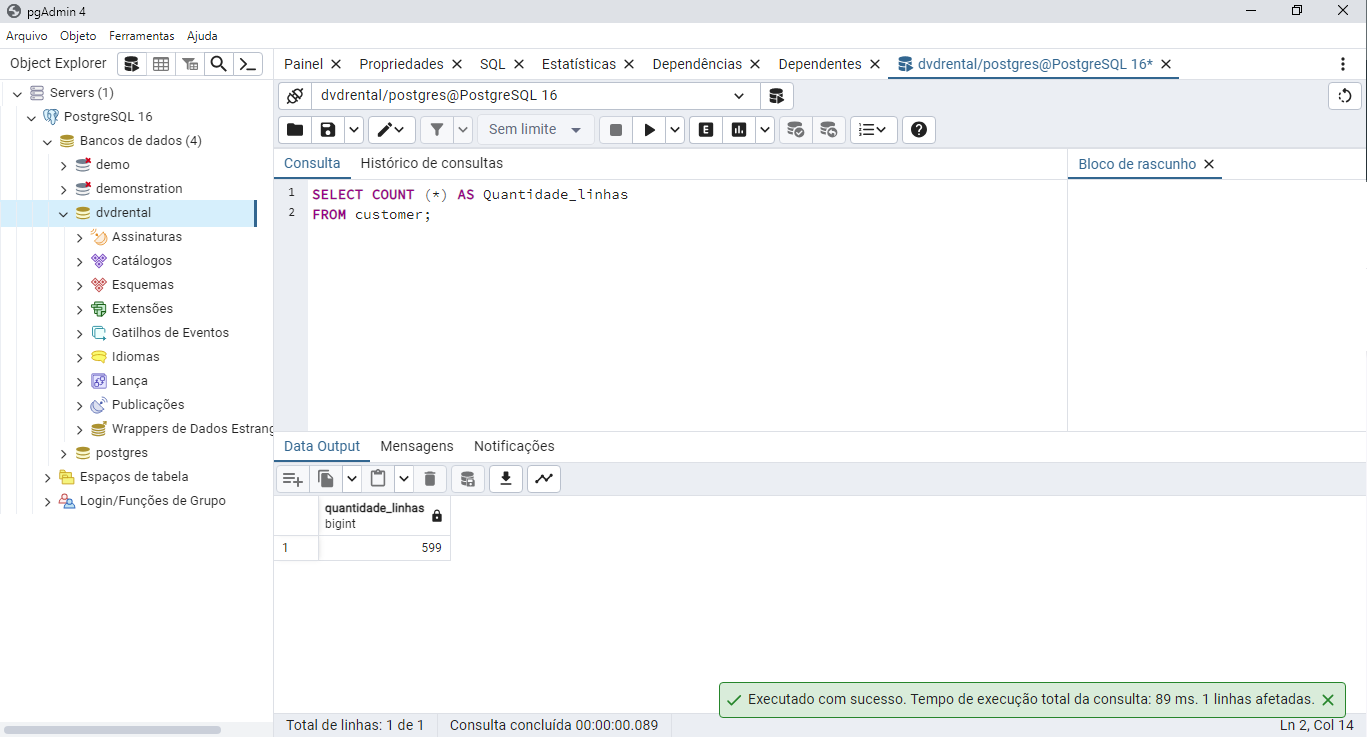 pgAdmin 4
Arquivo Objeto Ferramentas Ajuda
Object Explorer
Painel Propriedades SQL Estatísticas Dependências Dependentes dvdrental/postgres@PostgreSQL 16*
Servers (1)
PostgreSQL 16
Bancos de dados (4)
demo
demonstration
dvdrental
Assinaturas
Catálogos
Esquemas
Extensões
Gatilhos de Eventos
Idiomas
Lança
Publicações
Wrappers de Dados Estrang
postgres
Espaços de tabela
Login/Funções de Grupo
dvdrental/postgres@PostgreSQL 16
Sem limite
E
Consulta Histórico de consultas
Bloco de rascunho
1 SELECT COUNT (*) AS Quantidade_linhas
2 FROM customer;
Data Output Mensagens Notificações
quantidade_linhas
bigint
1 599
Executado com sucesso. Tempo de execução total da consulta: 89 ms. 1 linhas afetadas.
Total de linhas: 1 de 1 Consulta concluída 00:00:00.089 Ln 2, Col 14